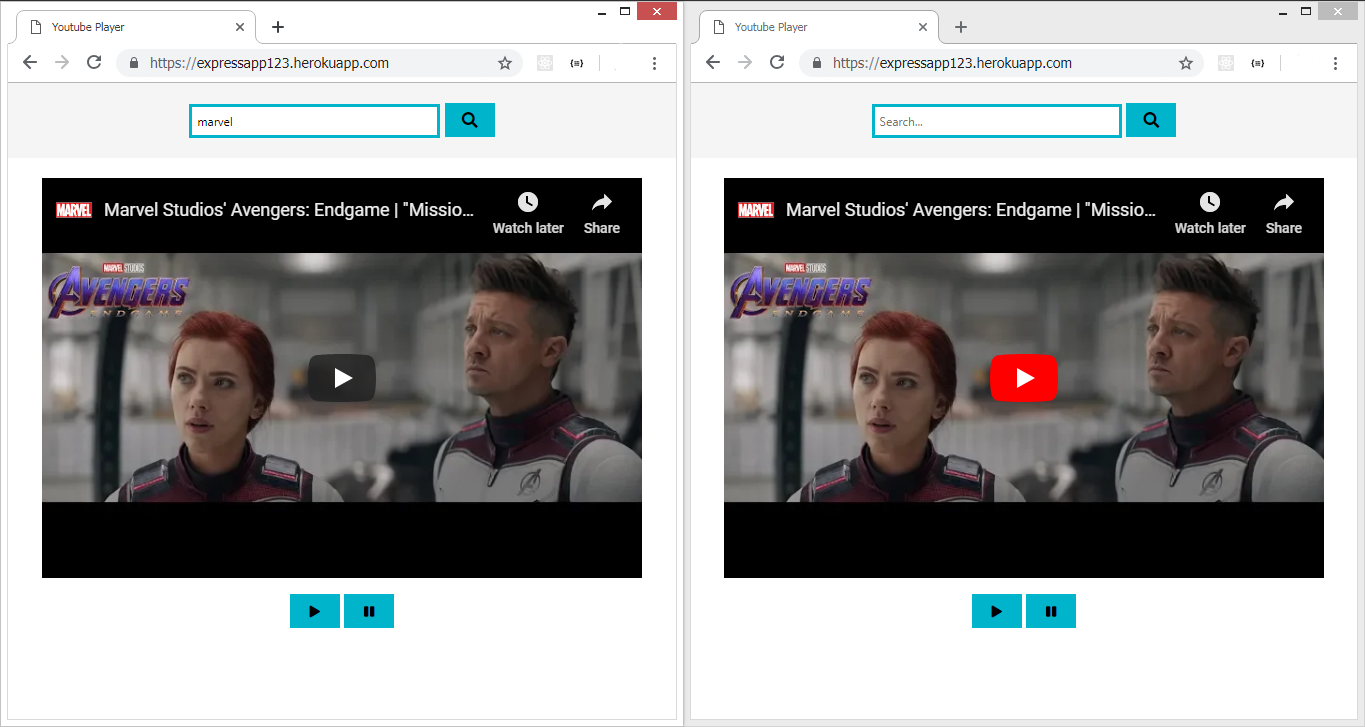 Youtube Player
https://expressapp123.herokuapp.com
marvel
MARVEL Marvel Studios' Avengers: Endgame | "Missio...
Watch later
Share
MARVEL STUDIOS
AVENGERS
ENDGAME
Youtube Player
https://expressapp123.herokuapp.com
Search...
MARVEL Marvel Studios' Avengers: Endgame | "Missio...
Watch later
Share
MARVEL STUDIOS
AVENGERS
ENDGAME